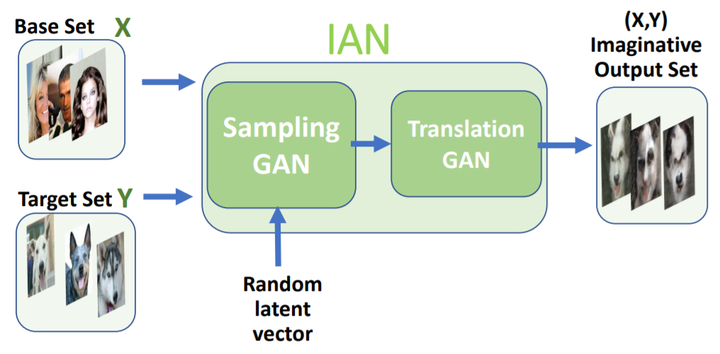 Base Set X
IAN
(X,Y)
Imaginative
Output Set
Sampling
GAN
Translation
GAN
Target Set Y
Random
latent
vector